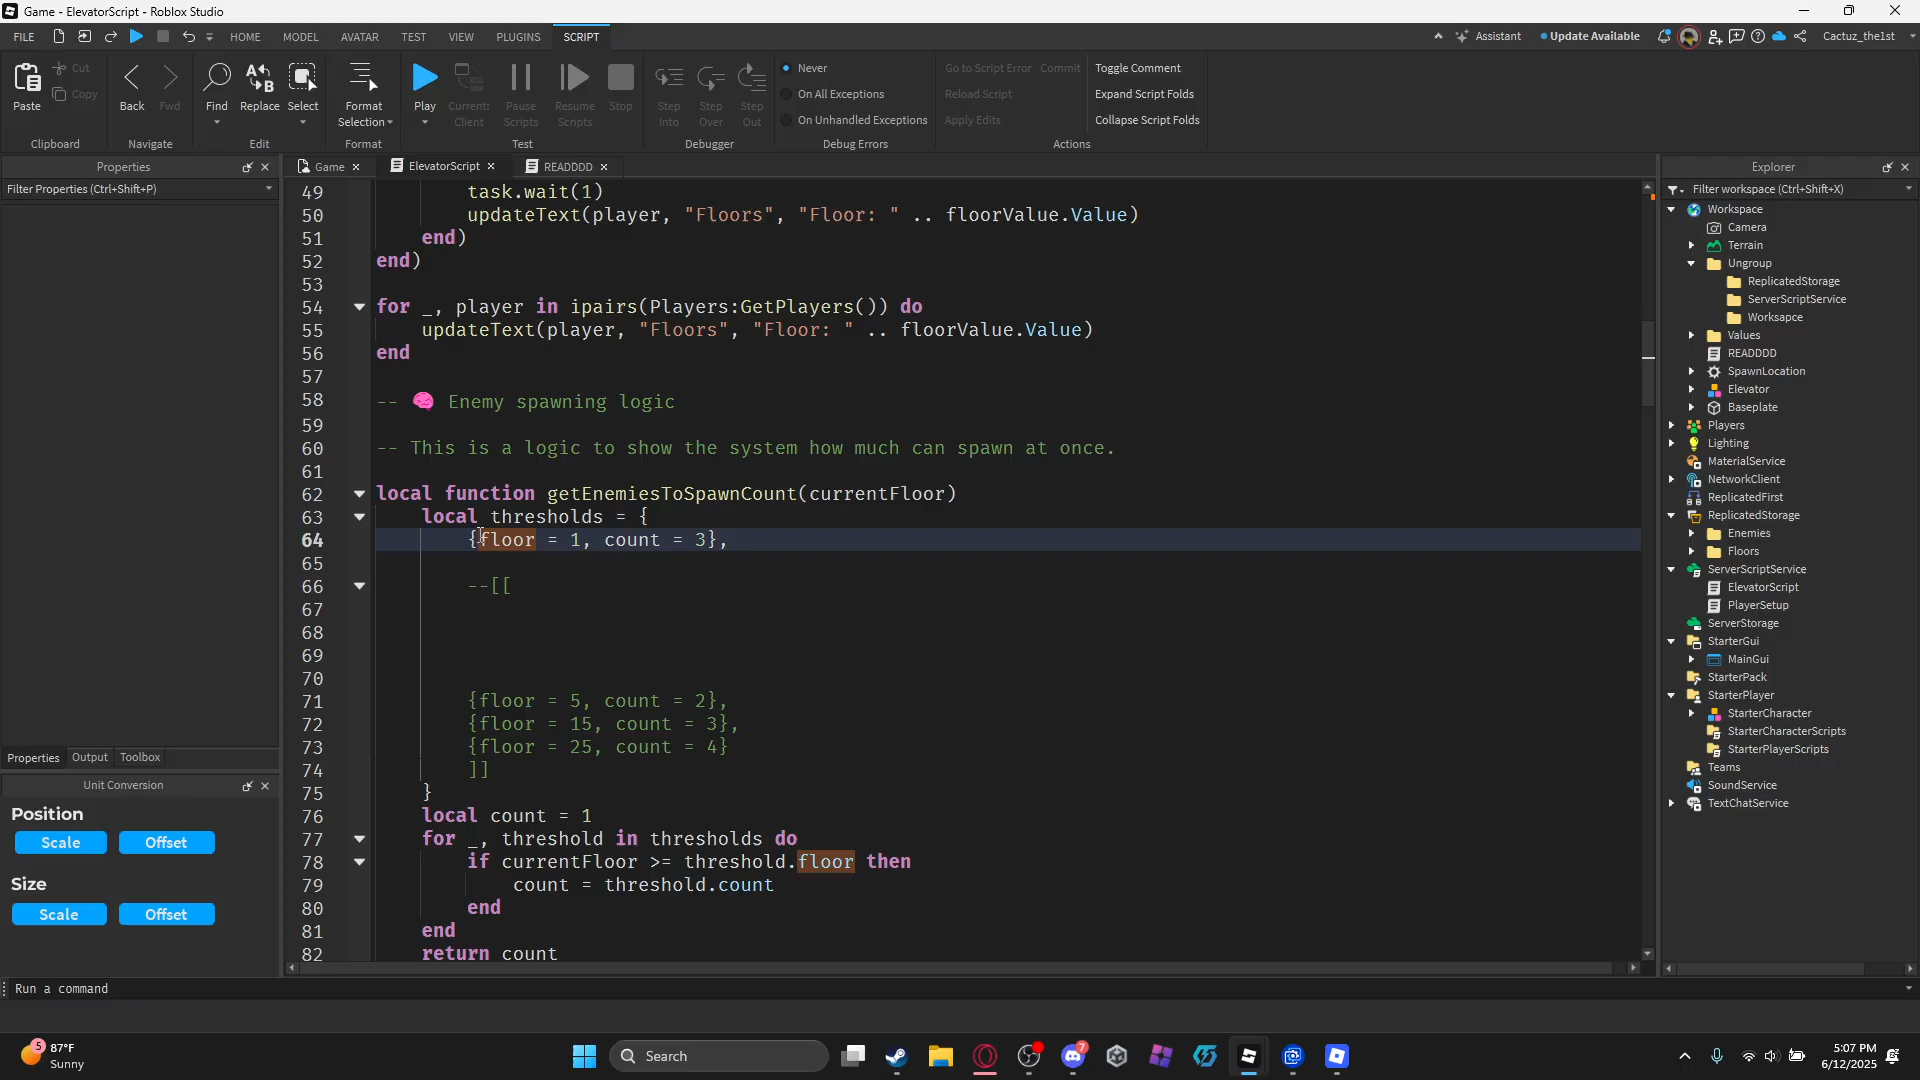 Game - ElevatorScript - Roblox Studio
FILE HOME MODEL AVATAR TEST VIEW PLUGINS SCRIPT Assistant Update Available Cactuz_the1st
Paste Cut Copy Back Fwd Find Replace Select Format Selection Play Current: Client Pause Scripts Resume Scripts Stop Step Into Step Over Step Out
Never Go to Script Error Commit Toggle Comment
On All Exceptions Reload Script Expand Script Folds
On Unhandled Exceptions Apply Edits Collapse Script Folds
Clipboard Navigate Edit Format Test Debugger Debug Errors Actions
Properties
Filter Properties (Ctrl+Shift+P)
Properties Output Toolbox
Unit Conversion
Position
Scale Offset
Size
Scale Offset
Game ElevatorScript READDDD
49 task.wait(1)
50 updateText(player, "Floors", "Floor: " .. floorValue.Value)
51 end)
52 end)
53
54 for _, player in ipairs(Players:GetPlayers()) do
55 updateText(player, "Floors", "Floor: " .. floorValue.Value)
56 end
57
58 -- 🧠 Enemy spawning logic
59
60 -- This is a logic to show the system how much can spawn at once.
61
62 local function getEnemiesToSpawnCount(currentFloor)
63 local thresholds = {
64 {floor = 1, count = 3},
65
66 --[[
67
68
69
70
71 {floor = 5, count = 2},
72 {floor = 15, count = 3},
73 {floor = 25, count = 4}
74 ]]
75 }
76 local count = 1
77 for _, threshold in thresholds do
78 if currentFloor >= threshold.floor then
79 count = threshold.count
80 end
81 end
82 return count
Explorer
Filter workspace (Ctrl+Shift+X)
Workspace
Camera
Terrain
Ungroup
ReplicatedStorage
ServerScriptService
Worksapce
Values
READDDD
SpawnLocation
Elevator
Baseplate
Players
Lighting
MaterialService
NetworkClient
ReplicatedFirst
ReplicatedStorage
Enemies
Floors
ServerScriptService
ElevatorScript
PlayerSetup
ServerStorage
StarterGui
MainGui
StarterPack
StarterPlayer
StarterCharacter
StarterCharacterScripts
StarterPlayerScripts
Teams
SoundService
TextChatService
Run a command
5 87°F
Sunny
Search
7
5:07 PM
6/12/2025